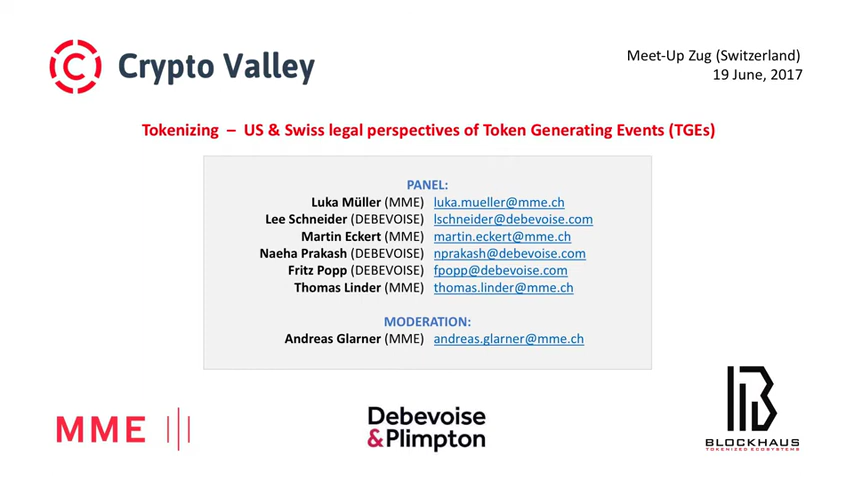 Crypto Valley
Meet-Up Zug (Switzerland)
19 June, 2017
Tokenizing – US & Swiss legal perspectives of Token Generating Events (TGEs)
PANEL:
Luka Müller (MME) luka.mueller@mme.ch
Lee Schneider (DEBEVOISE) lschneider@debevoise.com
Martin Eckert (MME) martin.eckert@mme.ch
Naeha Prakash (DEBEVOISE) nprakash@debevoise.com
Fritz Popp (DEBEVOISE) fpopp@debevoise.com
Thomas Linder (MME) thomas.linder@mme.ch
MODERATION:
Andreas Glarner (MME) andreas.glarner@mme.ch
MME
Debevoise
&Plimpton
BLOCKHAUS
TOKENIZED ECOSYSTEMS